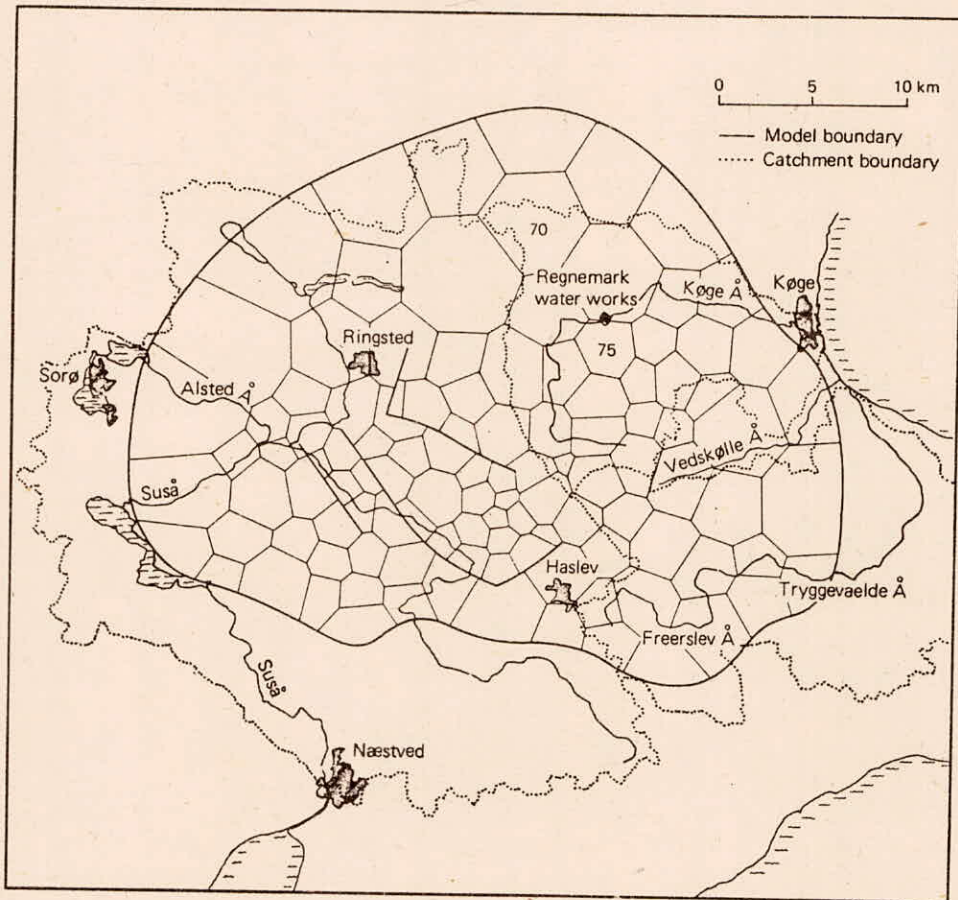 0 5 10 km
Model boundary
Catchment boundary
70
Regnemark
water works
Køge Å
Køge
75
Ringsted
Sorø
Alsted Å
Vedskølle Å
Suså
Haslev
Tryggevaelde Å
Freerslev Å
Suså
Næstved